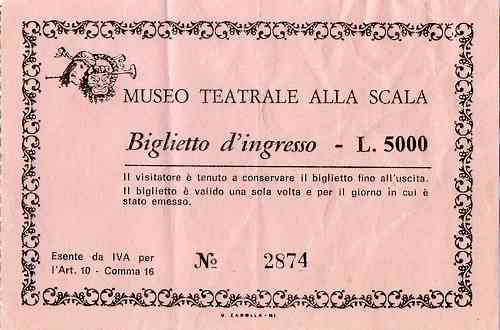 MUSEO TEATRALE ALLA SCALA
Biglietto d'ingresso - L. 5000
Il visitatore è tenuto a conservare il biglietto fino all'uscita.
Il biglietto è valido una sola volta e per il giorno in cui è
stato emesso.
Esente da IVA per
l'Art. 10 - Comma 16
№ 2874